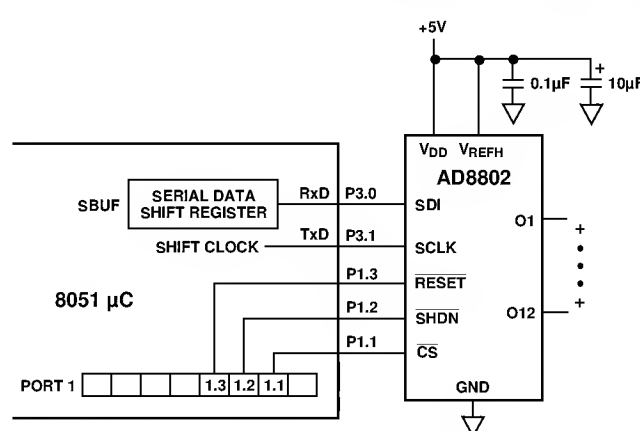 +5V
+
0.1µF
10µF
VDD VREFH
AD8802
SBUF
SERIAL DATA
SHIFT REGISTER
RxD P3.0
SDI
O1
SHIFT CLOCK
TxD P3.1
SCLK
+
P1.3
RESET
8051 µC
P1.2
SHDN
+
O12
P1.1
CS
PORT 1
1.3 1.2 1.1
GND